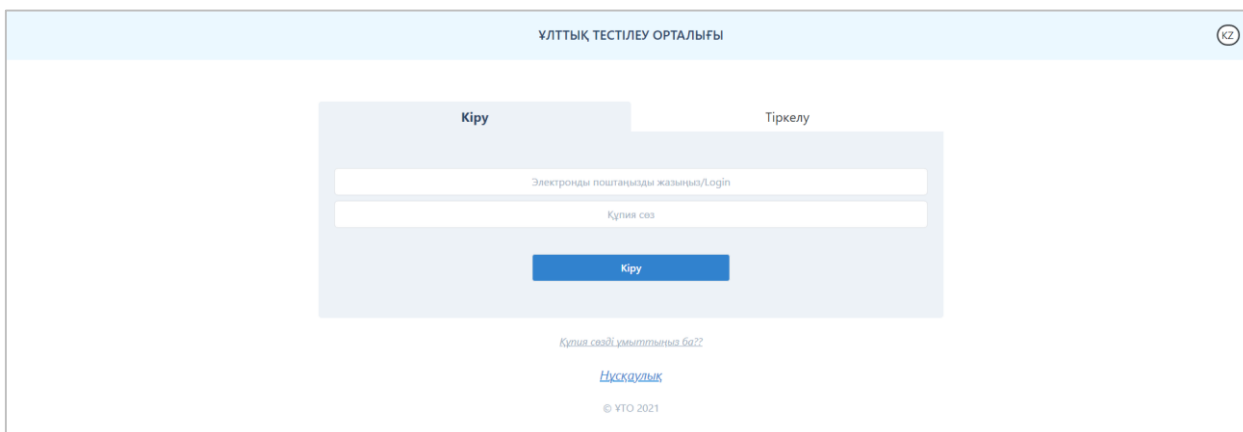 ҰЛТТЫҚ ТЕСТІЛЕУ ОРТАЛЫҒЫ
KZ
Кіру
Тіркелу
Электронды поштаңызды жазыңыз/Login
Құпия сөз
Кіру
Құпия сөзді ұмыттыңыз ба??
Нұсқаулық
© ҰТО 2021